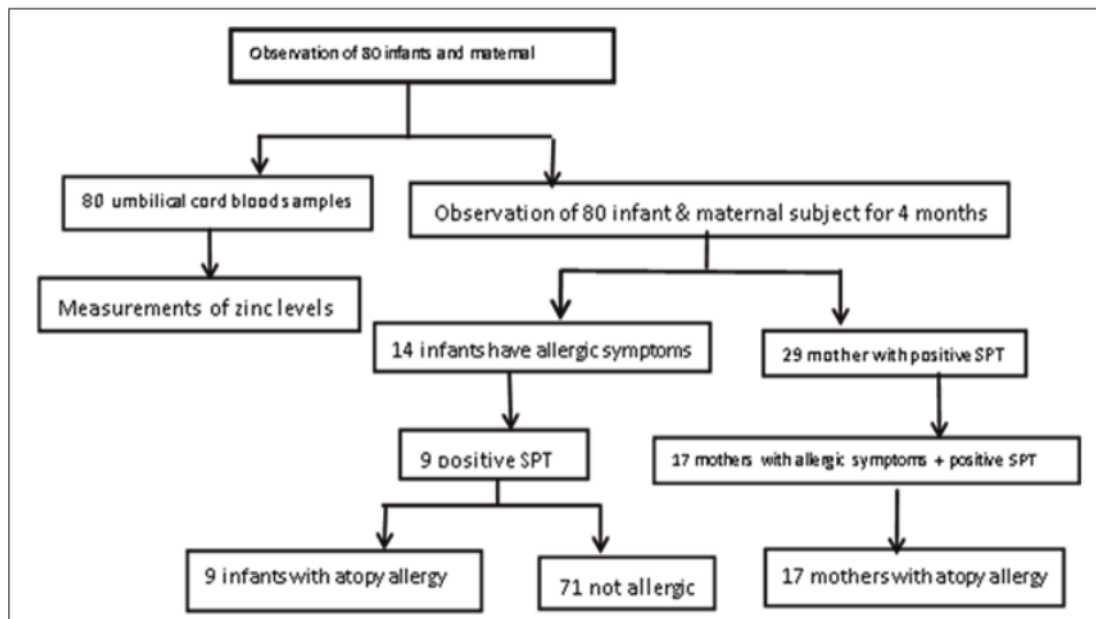 Observation of 80 infants and maternal
80 umbilical cord blood samples
Observation of 80 infant & maternal subject for 4 months
Measurements of zinc levels
14 infants have allergic symptoms
29 mother with positive SPT
9 positive SPT
17 mothers with allergic symptoms + positive SPT
9 infants with atopy allergy
71 not allergic
17 mothers with atopy allergy